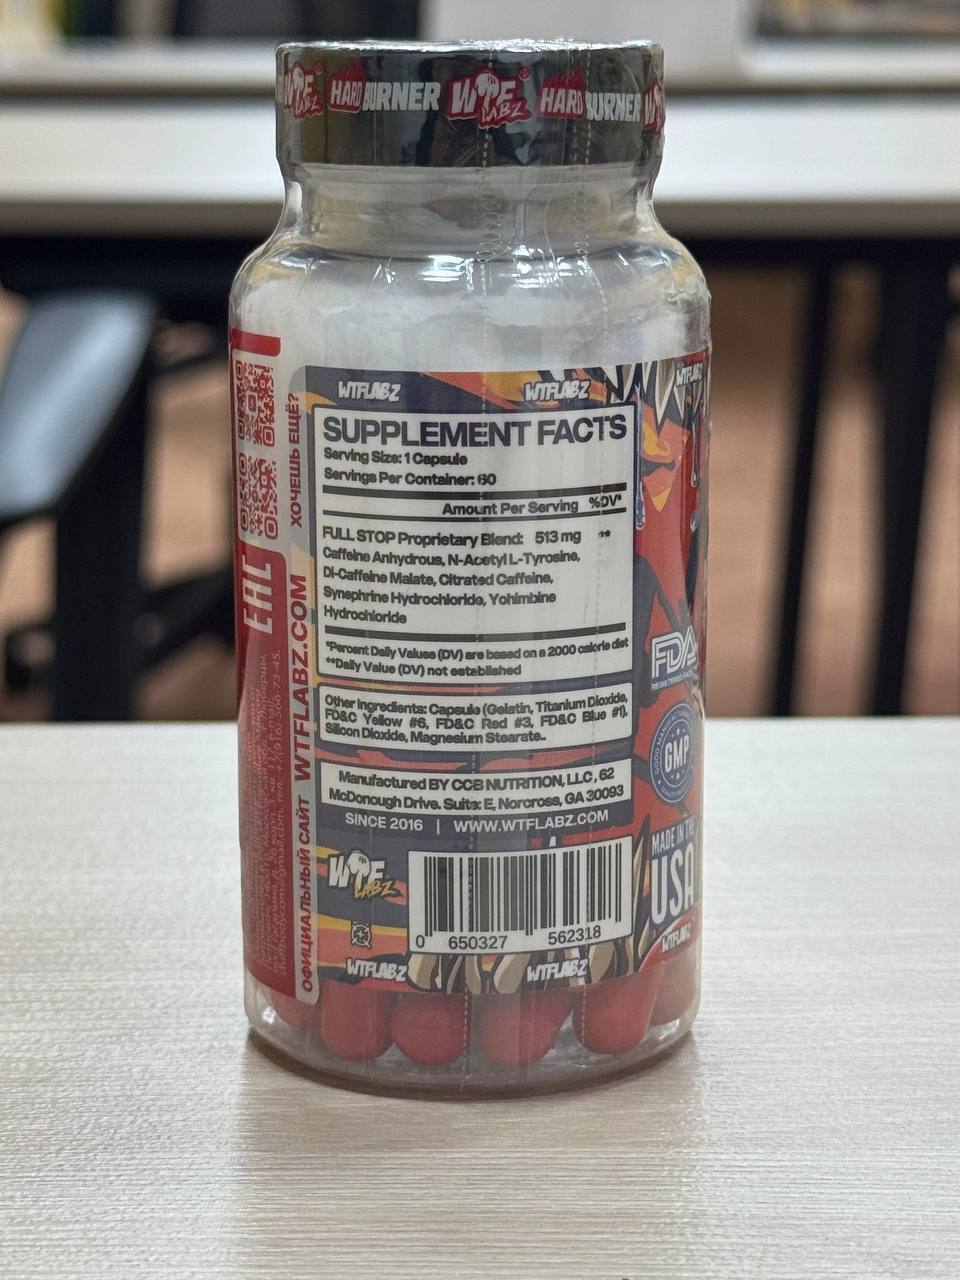 WTF LABZ HARD BURNER WTF LABZ HARD BURNER
WTFLABZ WTFLABZ WTFLABZ
SUPPLEMENT FACTS
Serving Size: 1 Capsule
Servings Per Container: 60
Amount Per Serving %DV*
FULL STOP Proprietary Blend: 513 mg **
Caffeine Anhydrous, N-Acetyl L-Tyrosine,
Di-Caffeine Malate, Citrated Caffeine,
Synephrine Hydrochloride, Yohimbine
Hydrochloride
*Percent Daily Values (DV) are based on a 2000 calorie diet
**Daily Value (DV) not established
Other Ingredients: Capsule (Gelatin, Titanium Dioxide,
FD&C Yellow #6, FD&C Red #3, FD&C Blue #1),
Silicon Dioxide, Magnesium Stearate..
Manufactured BY CCB NUTRITION, LLC, 62
McDonough Drive. Suite: E, Norcross, GA 30093
SINCE 2016 | WWW.WTFLABZ.COM
WTF LABZ
0 650327 562318
WTFLABZ WTFLABZ
ХОЧЕШЬ ЕЩЁ?
ОФИЦИАЛЬНЫЙ САЙТ WTFLABZ.COM
EAC
FDA
GMP
MADE IN THE
USA
WTFLABZ